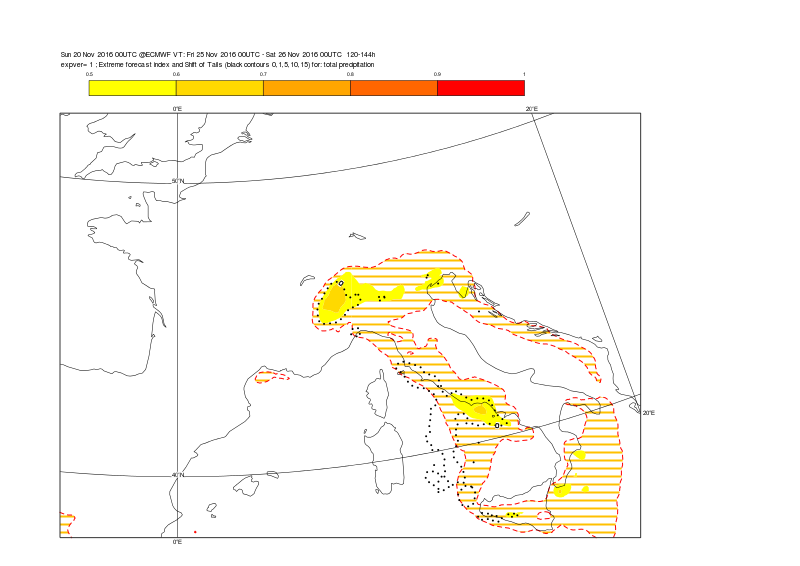 Sun 20 Nov 2016 00UTC @ECMWF VT: Fri 25 Nov 2016 00UTC - Sat 26 Nov 2016 00UTC 120-144h
expver= 1 ; Extreme forecast index and Shift of Tails (black contours 0,1,5,10,15) for: total precipitation
0.5 0.6 0.7 0.8 0.9 1
0°E 20°E
50°N
0
20°E
0
40°N
0°E